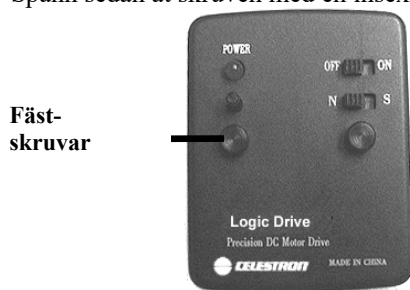 Spänn sedan åt skruven med en insex
POWER
OFF ON
N S
Fäst-
skruvar
Logic Drive
Precision DC Motor Drive
CELESTRON MADE IN CHINA